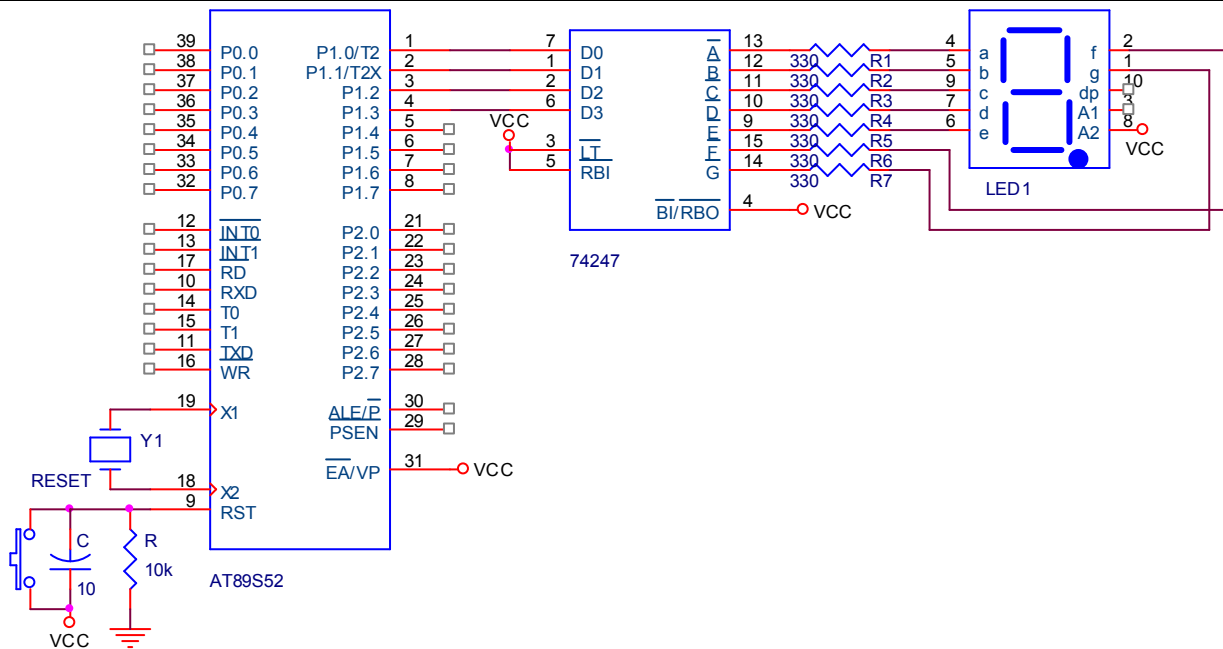 39 P0.0 P1.0/T2 1 7 D0 A 13 4 a f 2
38 P0.1 P1.1/T2X 2 1 D1 B 12 330 R1 5 b g 1
37 P0.2 P1.2 3 2 D2 C 11 330 R2 9 c dp 10
36 P0.3 P1.3 4 6 D3 D 10 330 R3 7 d A1 3
35 P0.4 P1.4 5 VCC E 9 330 R4 6 e A2 8
34 P0.5 P1.5 6 3 LT F 15 330 R5 VCC
33 P0.6 P1.6 7 5 RBI G 14 330 R6
32 P0.7 P1.7 8 330 R7 LED1
BI/RBO 4 VCC
12 INT0 P2.0 21
13 INT1 P2.1 22 74247
17 RD P2.2 23
10 RXD P2.3 24
14 T0 P2.4 25
15 T1 P2.5 26
11 TXD P2.6 27
16 WR P2.7 28
19 X1 ALE/P 30
Y1 PSEN 29
EA/VP 31 VCC
RESET
18 X2
9 RST
C R
10 10k
AT89S52
VCC